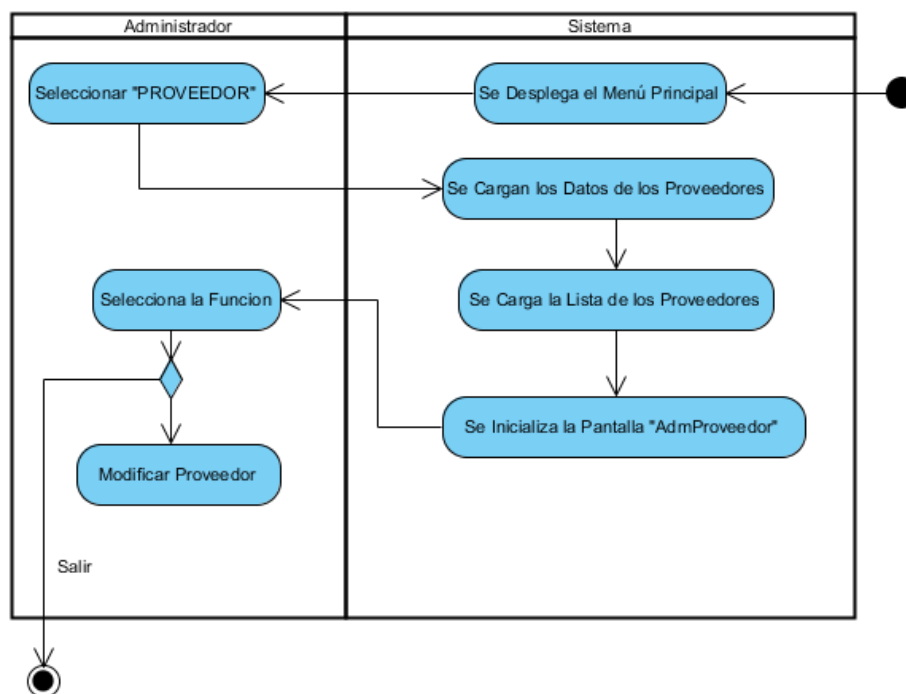 Administrador
Sistema
Seleccionar "PROVEEDOR"
Se Desplega el Menú Principal
Se Cargan los Datos de los Proveedores
Selecciona la Funcion
Se Carga la Lista de los Proveedores
Se Inicializa la Pantalla "AdmProveedor"
Modificar Proveedor
Salir